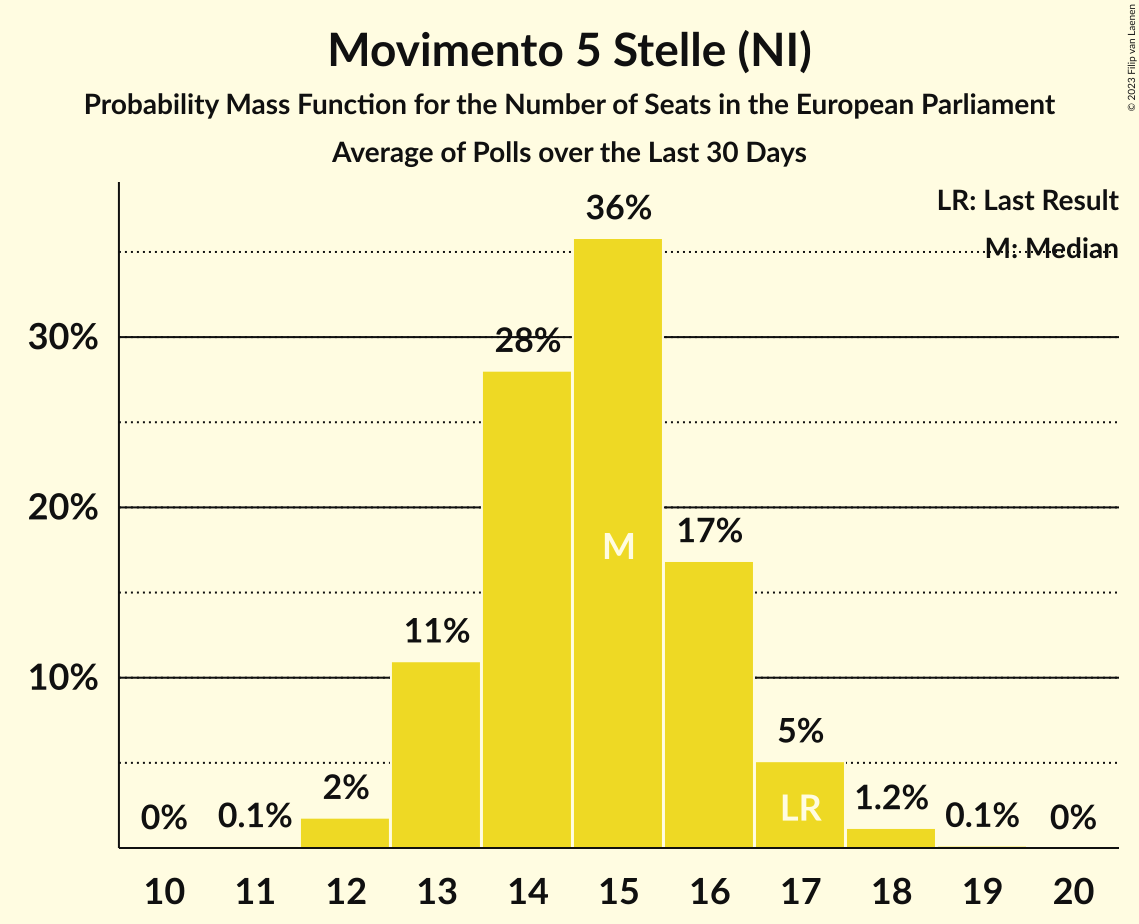 Movimento 5 Stelle (NI)
Probability Mass Function for the Number of Seats in the European Parliament
Average of Polls over the Last 30 Days
© 2023 Filip van Laenen
LR: Last Result
M: Median
36%
30%
28%
20%
17%
M
11%
10%
5%
2%
1.2%
LR
0%
0.1%
0.1%
0%
10 11 12 13 14 15 16 17 18 19 20